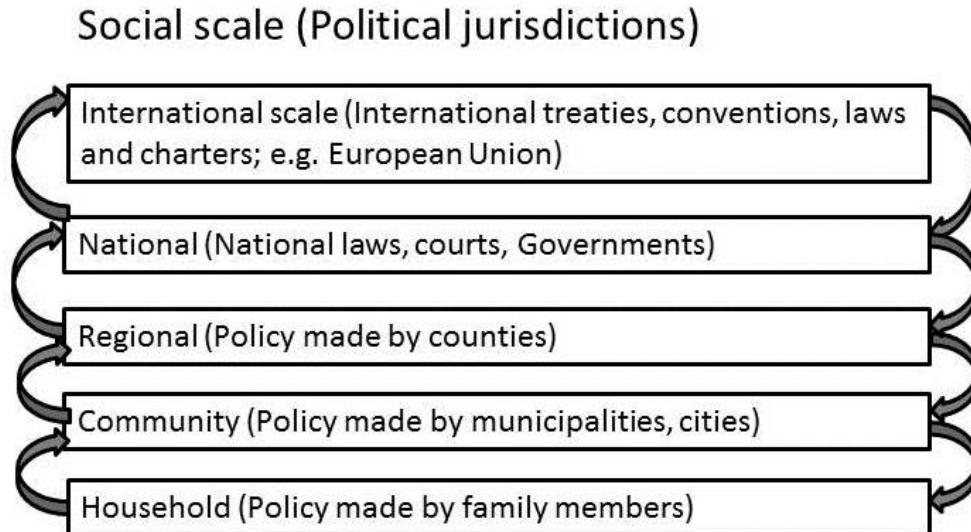 Social scale (Political jurisdictions)
International scale (International treaties, conventions, laws
and charters; e.g. European Union)
National (National laws, courts, Governments)
Regional (Policy made by counties)
Community (Policy made by municipalities, cities)
Household (Policy made by family members)